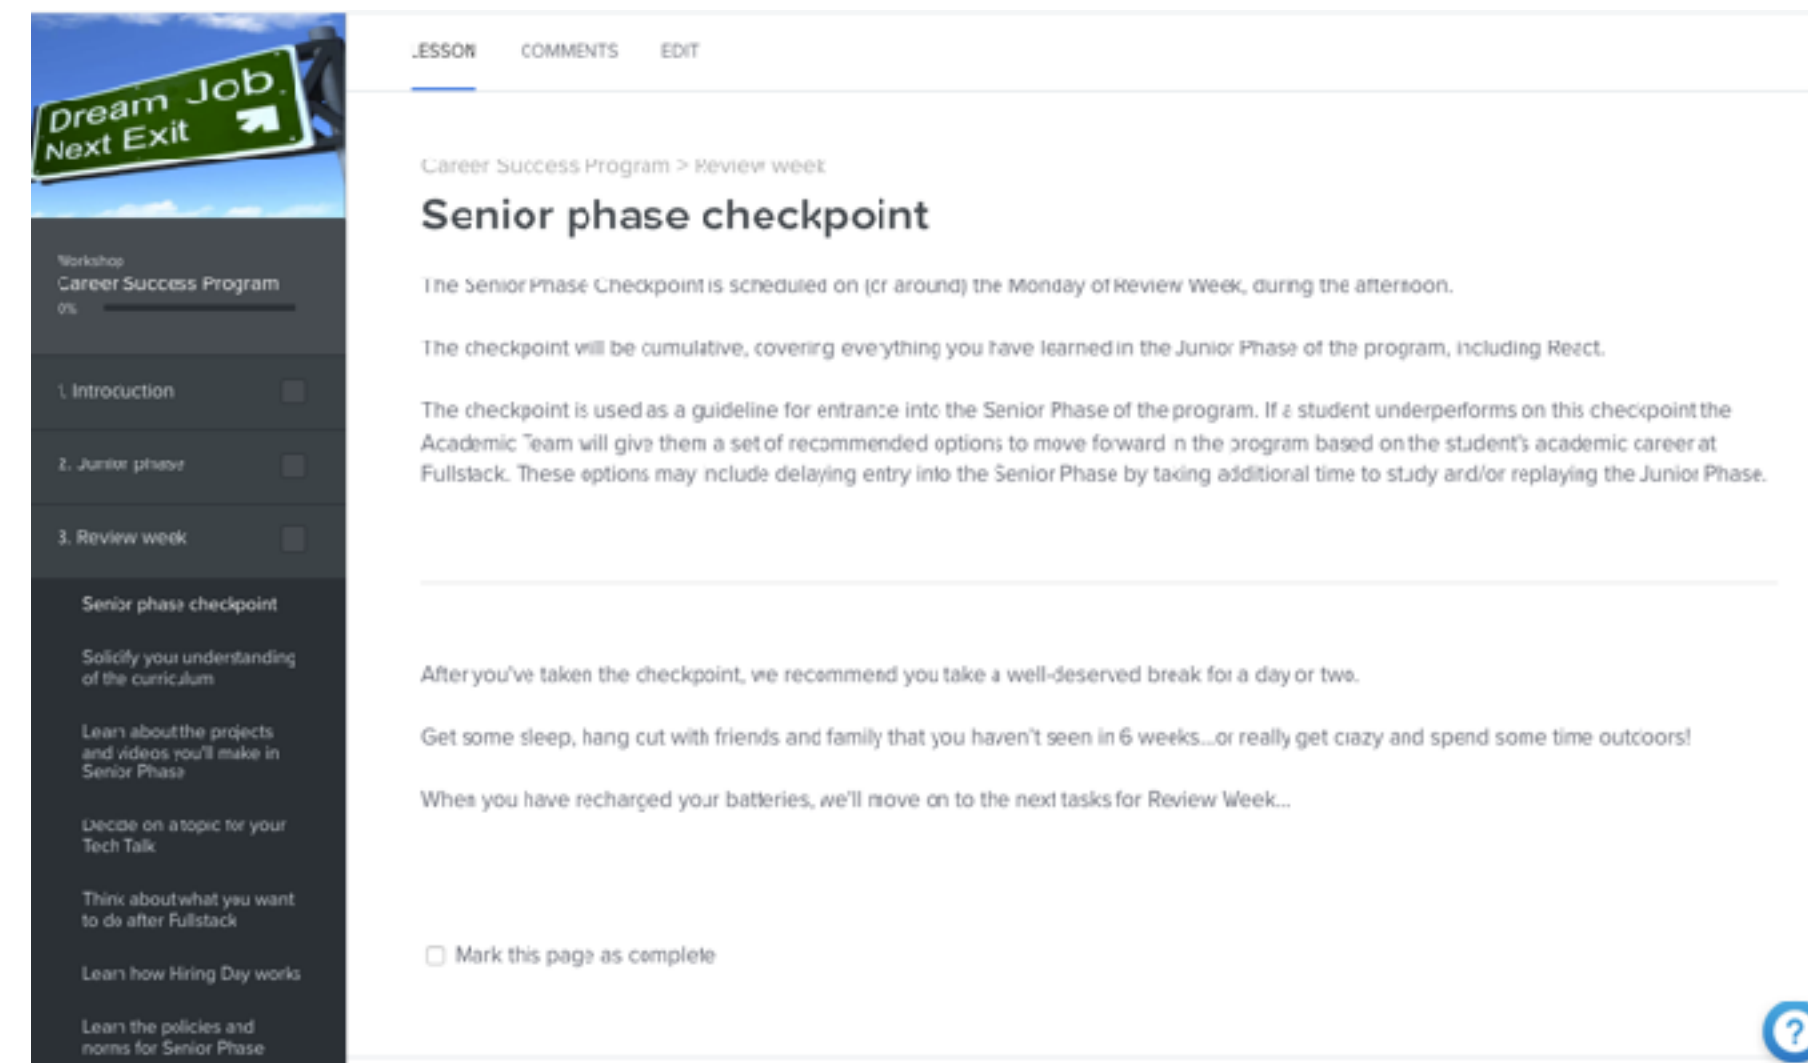 Dream Job
Next Exit
Workshop
Career Success Program
0%
1. Introduction
2. Junior phase
3. Review week
Senior phase checkpoint
Solidify your understanding
of the curriculum
Learn about the projects
and videos you'll make in
Senior Phase
Decide on a topic for your
Tech Talk
Think about what you want
to do after Fullstack
Learn how Hiring Day works
Learn the policies and
norms for Senior Phase
LESSON COMMENTS EDIT
Career Success Program > Review week
Senior phase checkpoint
The Senior Phase Checkpoint is scheduled on (or around) the Monday of Review Week, during the afternoon.
The checkpoint will be cumulative, covering everything you have learned in the Junior Phase of the program, including React.
The checkpoint is used as a guideline for entrance into the Senior Phase of the program. If a student underperforms on this checkpoint the
Academic Team will give them a set of recommended options to move forward in the program based on the student's academic career at
Fullstack. These options may include delaying entry into the Senior Phase by taking additional time to study and/or replaying the Junior Phase.
After you've taken the checkpoint, we recommend you take a well-deserved break for a day or two.
Get some sleep, hang out with friends and family that you haven't seen in 6 weeks...or really get crazy and spend some time outdoors!
When you have recharged your batteries, we'll move on to the next tasks for Review Week...
Mark this page as complete
?